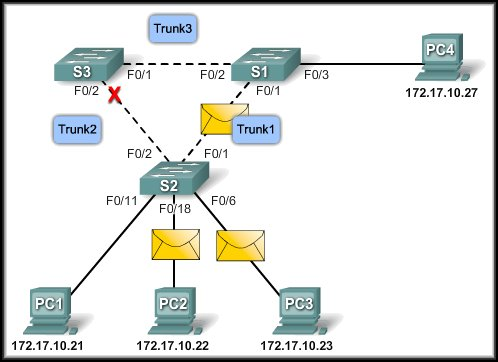 Trunk3
S3
F0/1
F0/2
S1
F0/3
PC4
F0/2
F0/1
172.17.10.27
Trunk2
Trunk1
F0/2
F0/1
S2
F0/11
F0/18
F0/6
PC1
PC2
PC3
172.17.10.21
172.17.10.22
172.17.10.23